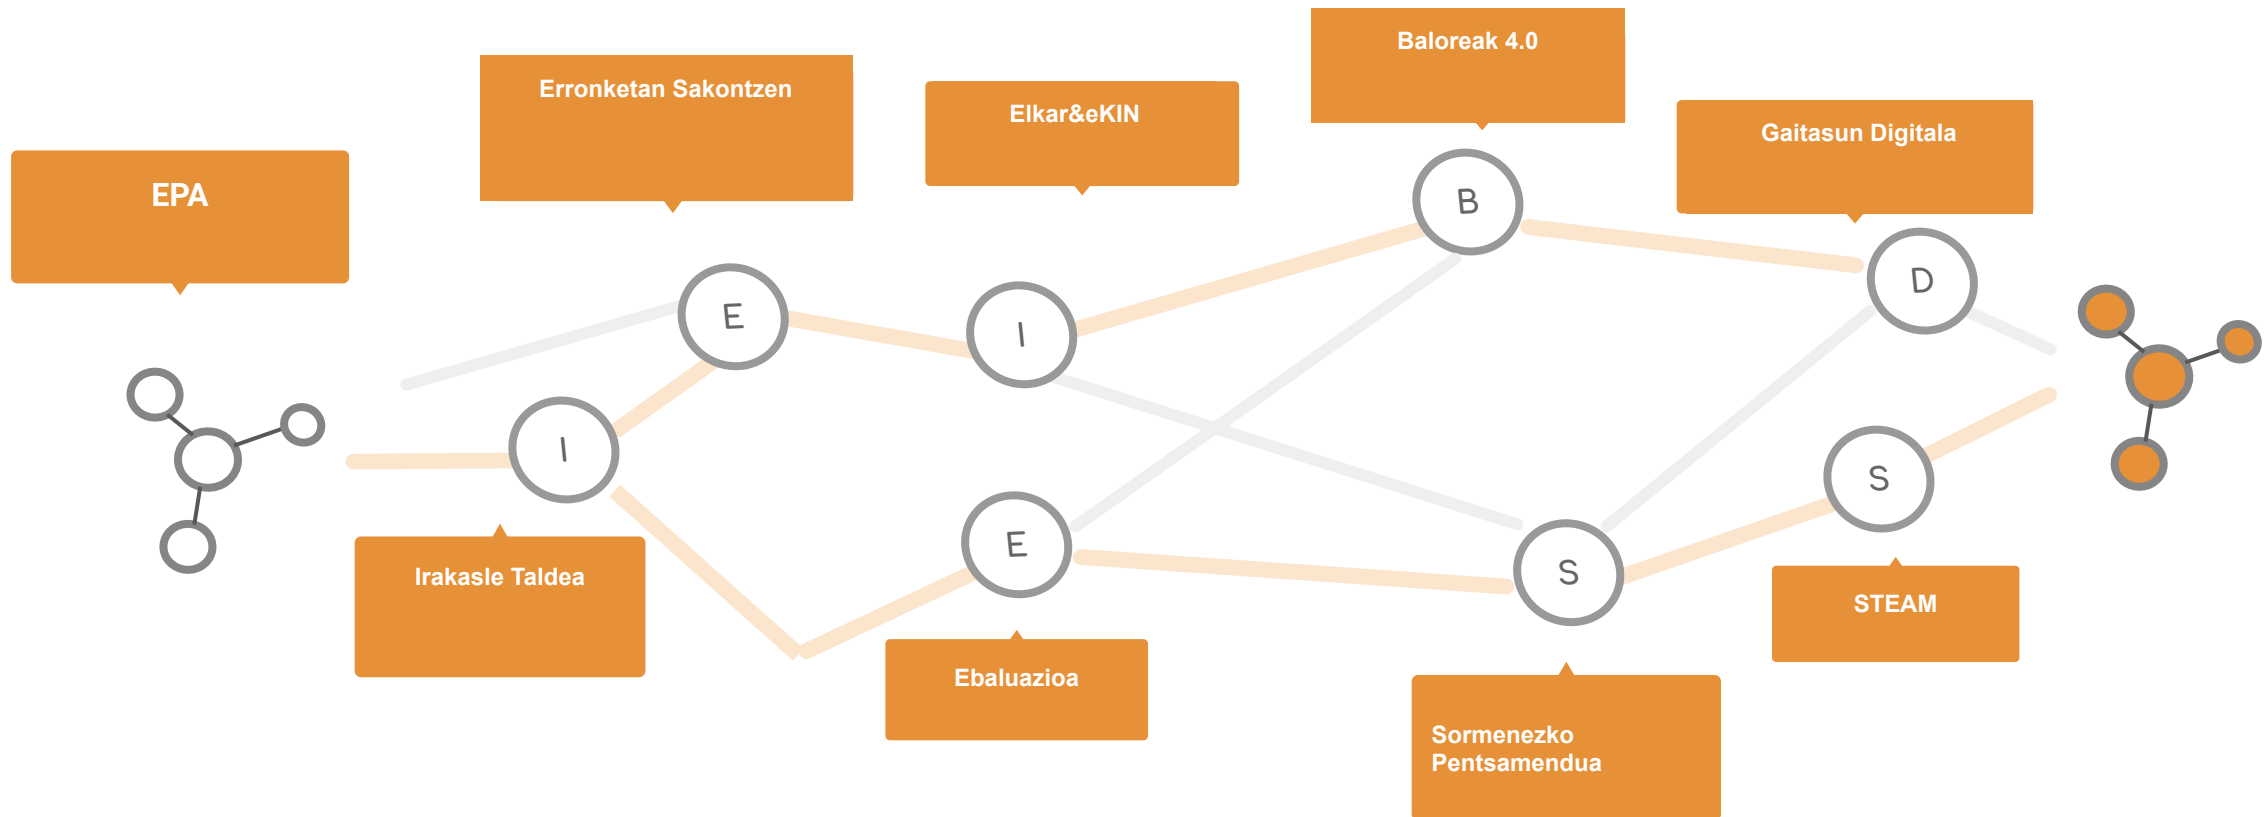 Baloreak 4.0
Erronketan Sakontzen
Elkar&eKIN
Gaitasun Digitala
EPA
B
D
E
I
I
S
E
S
Irakasle Taldea
STEAM
Ebaluazioa
Sormenezko
Pentsamendua